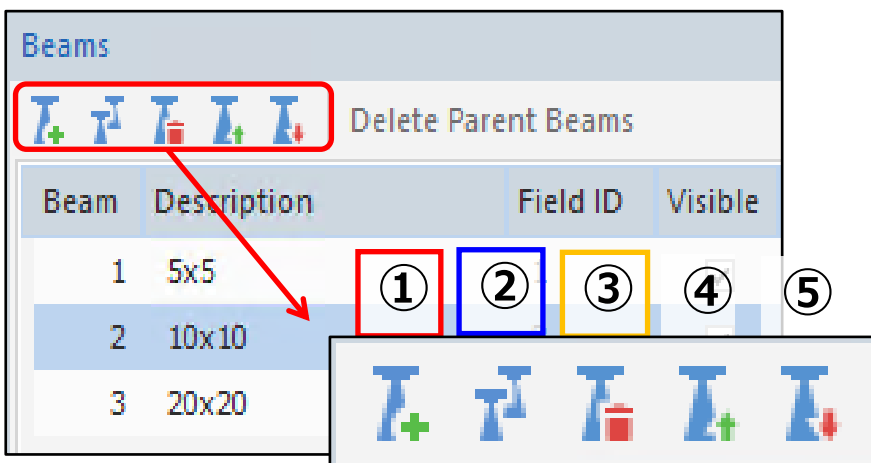 Beams
Delete Parent Beams
Beam Description Field ID Visible
1 5x5
① ② ③ ④ ⑤
2 10x10
3 20x20